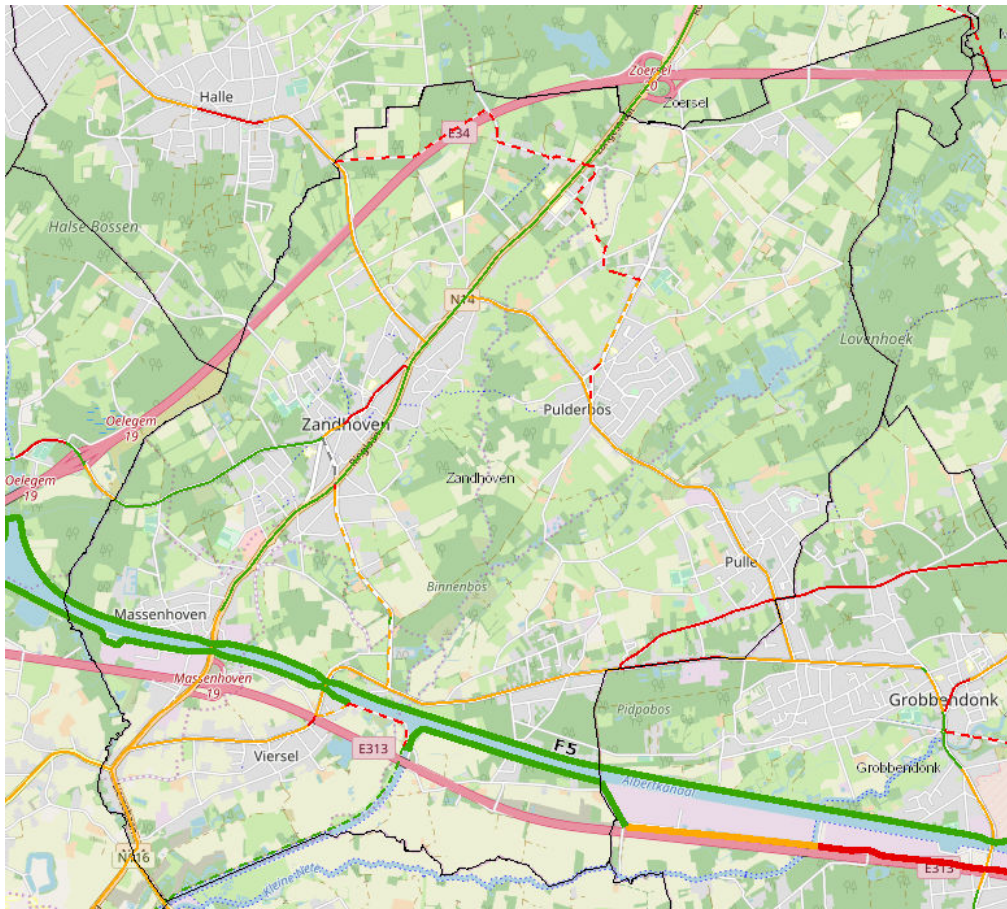 Halle
Zoersel
20
Zoersel
E34
Halse Bossen
N14
Lovenhoek
Pulderbos
Oelegem
19
Zandhoven
Oelegem
19
Zandhoven
Pulle
Binnenbos
Massenhoven
Massenhoven
19
Pidpabos
Grobbendonk
F5
E313
Viersel
Grobbendonk
Albertkanaal
N116
Kleine Nete
E313